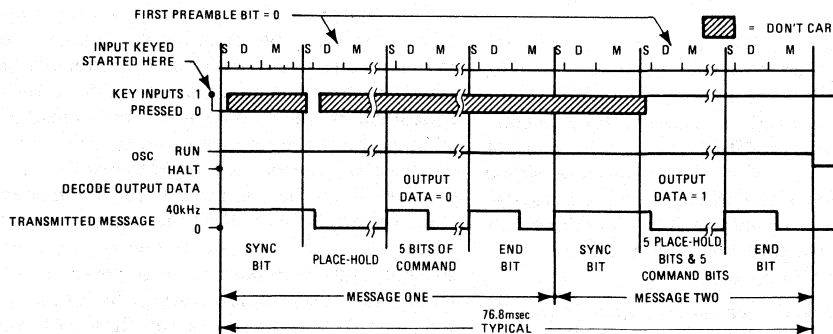 FIRST PREAMBLE BIT = 0
= DON'T CAR
INPUT KEYED
STARTED HERE
S D M S D M S D M S D M S D M S D M
KEY INPUTS 1
PRESSED 0
OSC RUN
HALT
DECODE OUTPUT DATA
OUTPUT
DATA = 0
OUTPUT
DATA = 1
TRANSMITTED MESSAGE 40kHz
0
SYNC
BIT
PLACE-HOLD
5 BITS OF
COMMAND
END
BIT
SYNC
BIT
5 PLACE-HOLD
BITS & 5
COMMAND BITS
END
BIT
MESSAGE ONE
MESSAGE TWO
76.8msec
TYPICAL